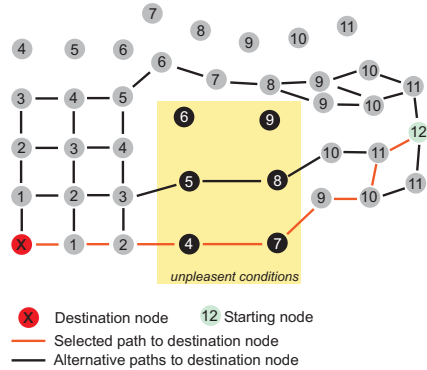 7
8
11
4 5 6
9 10
6
7 8 9 10
11
3 4 5
9 10
6 9
12
2 3 4
10 11
5 8
11
1 2 3
9 10
X 1 2 4 7
unpleasent conditions
X Destination node 12 Starting node
Selected path to destination node
Alternative paths to destination node